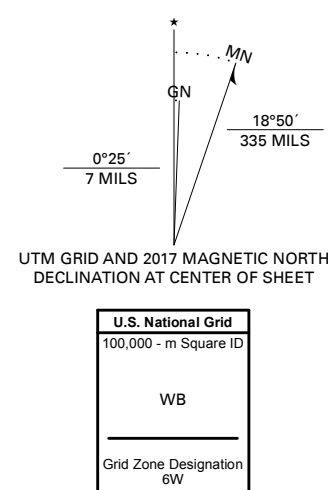 ★
MN
GN
18°50´
335 MILS
0°25´
7 MILS
UTM GRID AND 2017 MAGNETIC NORTH
DECLINATION AT CENTER OF SHEET
U.S. National Grid
100,000 - m Square ID
WB
Grid Zone Designation
6W